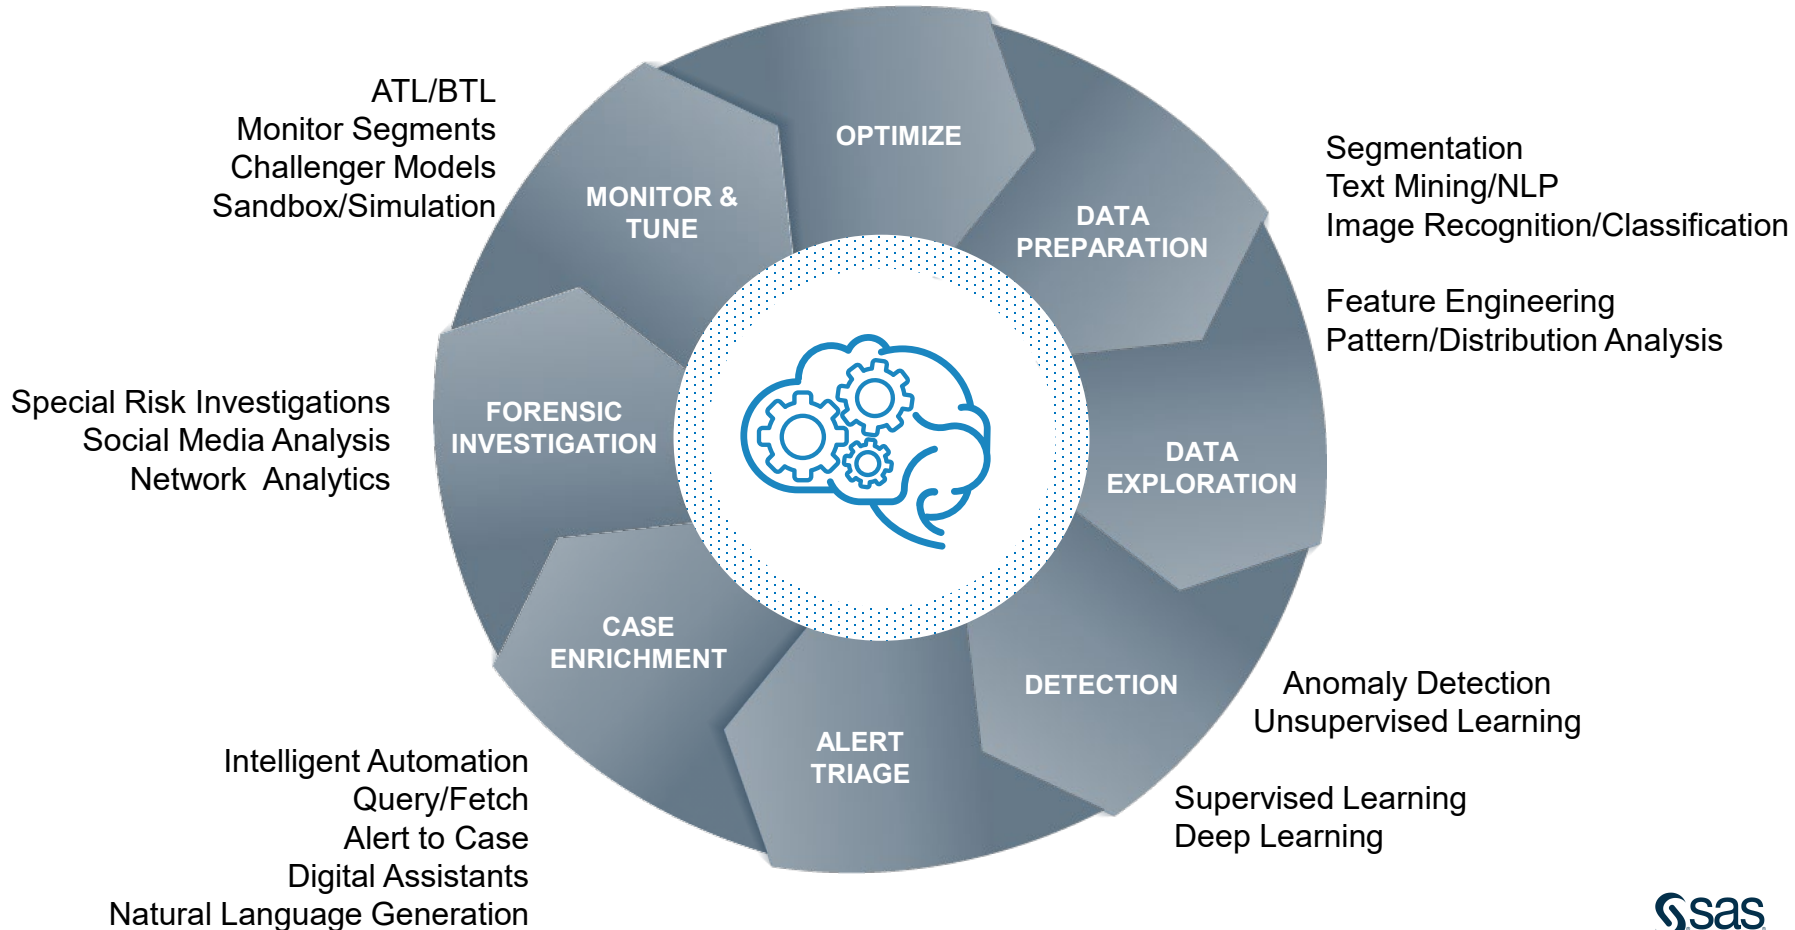 OPTIMIZE
DATA
PREPARATION
Segmentation
Text Mining/NLP
Image Recognition/Classification
Feature Engineering
Pattern/Distribution Analysis
DATA
EXPLORATION
DETECTION
Anomaly Detection
Unsupervised Learning
Supervised Learning
Deep Learning
ALERT
TRIAGE
CASE
ENRICHMENT
Intelligent Automation
Query/Fetch
Alert to Case
Digital Assistants
Natural Language Generation
FORENSIC
INVESTIGATION
Special Risk Investigations
Social Media Analysis
Network  Analytics
MONITOR &
TUNE
ATL/BTL
Monitor Segments
Challenger Models
Sandbox/Simulation
sas